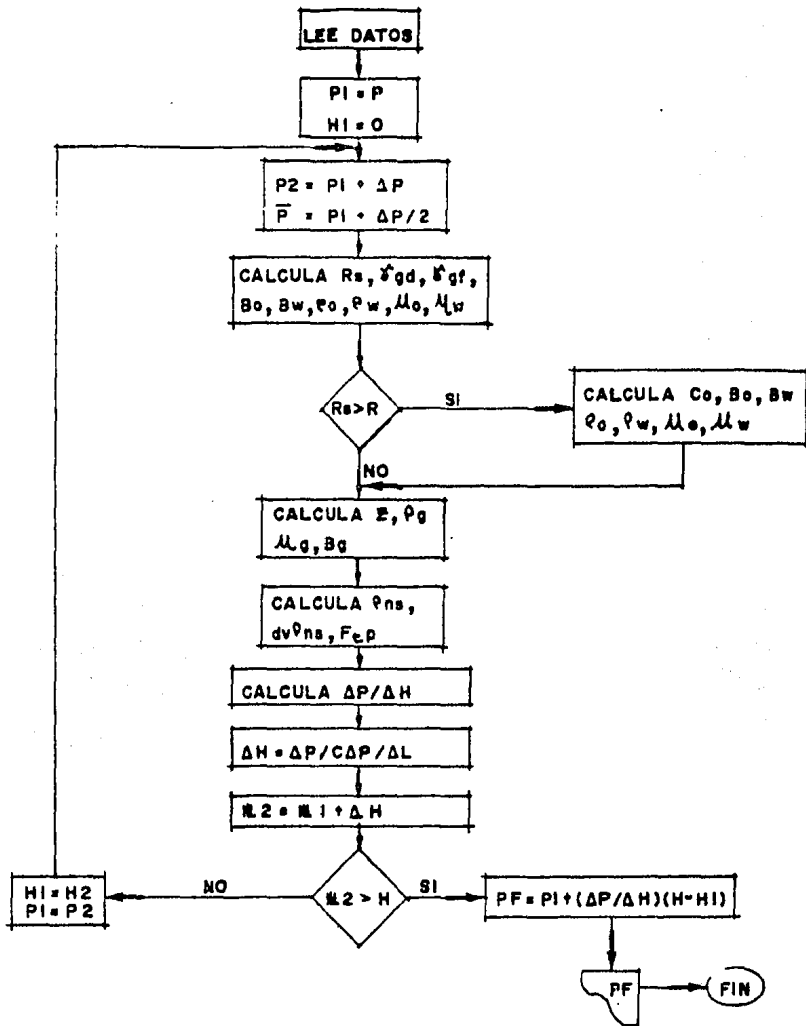 LEE DATOS
P1 = P
H1 = 0
P2 = P1 + ΔP
P̅ = P1 + ΔP/2
CALCULA Rs, γgd, γgf,
Bo, Bw, ρo, ρw, μo, μw
Rs>R
SI
CALCULA Co, Bo, Bw
ρo, ρw, μo, μw
NO
CALCULA Z, ρg
μg, Bg
CALCULA ρns,
dvρns, Ftp
CALCULA ΔP/ΔH
ΔH = ΔP/CΔP/ΔL
H2 = H1 + ΔH
H2 > H
NO
H1 = H2
P1 = P2
SI
PF = P1+(ΔP/ΔH)(H-H1)
PF
FIN